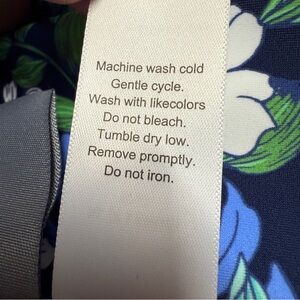 Machine wash cold
Gentle cycle.
Wash with likecolors
Do not bleach.
Tumble dry low.
Remove promptly.
Do not iron.